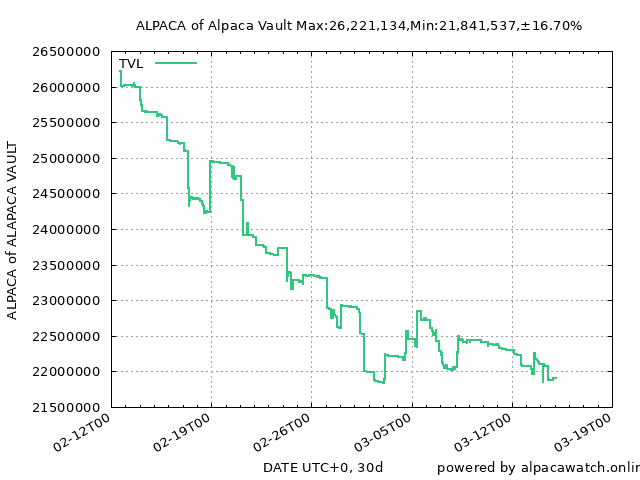 ALPACA of Alpaca Vault Max:26,221,134,Min:21,841,537,±16.70%
TVL
ALPACA of ALAPACA VAULT
26500000
26000000
25500000
25000000
24500000
24000000
23500000
23000000
22500000
22000000
21500000
02-12T00
02-19T00
02-26T00
03-05T00
03-12T00
03-19T00
DATE UTC+0, 30d
powered by alpacawatch.onlin